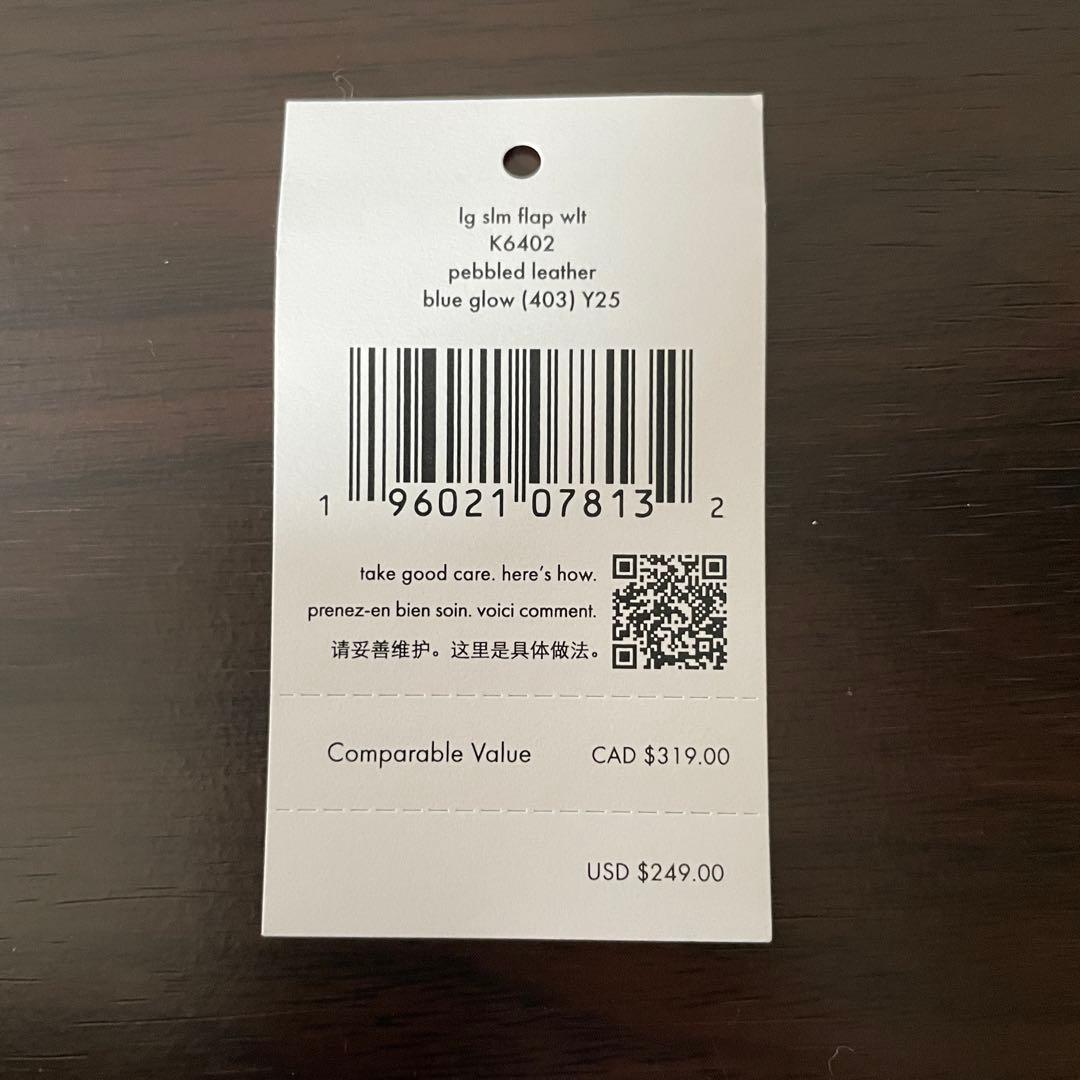 lg slm flap wlt
K6402
pebbled leather
blue glow (403) Y25
1 96021 07813 2
take good care. here's how.
prenez-en bien soin. voici comment.
请妥善维护。这里是具体做法。
Comparable Value CAD $319.00
USD $249.00